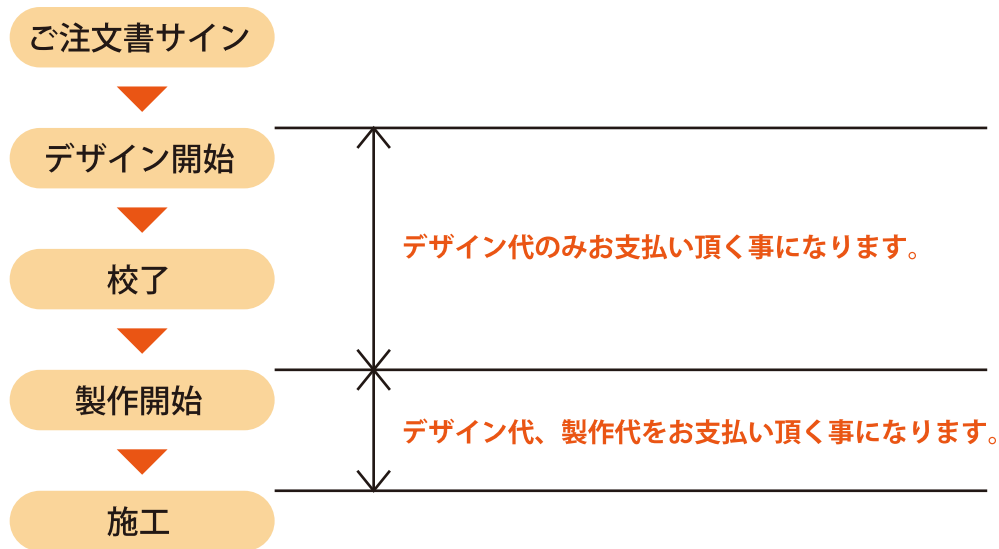 ご注文書サイン
デザイン開始
デザイン代のみお支払い頂く事になります。
校了
製作開始
デザイン代、製作代をお支払い頂く事になります。
施工